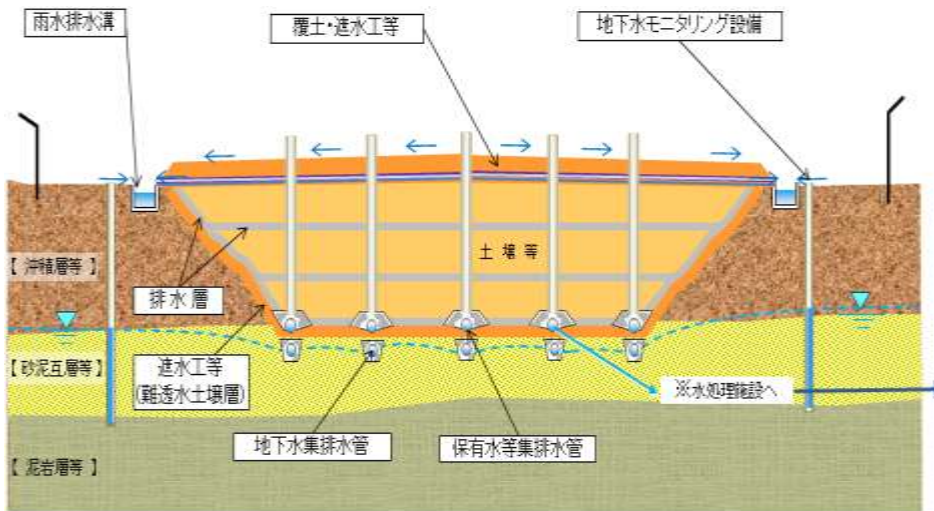 雨水排水溝
覆土・遮水工等
地下水モニタリング設備
土 壌 等
【 沖積層等 】
排 水 層
【 砂泥互層等 】
遮水工等
(難透水土壌層)
※水処理施設へ
地下水集排水管
保有水等集排水管
【 泥岩層等 】